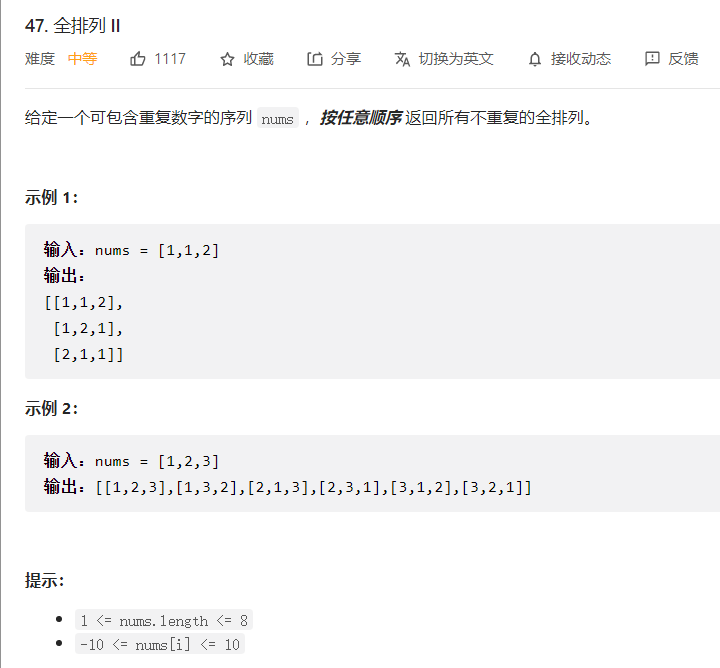 47. 全排列 II
难度 中等 1117 收藏 分享 切换为英文 接收动态 反馈
给定一个可包含重复数字的序列 nums ，按任意顺序 返回所有不重复的全排列。
示例 1：
输入：nums = [1,1,2]
输出：
[[1,1,2],
[1,2,1],
[2,1,1]]
示例 2：
输入：nums = [1,2,3]
输出：[[1,2,3],[1,3,2],[2,1,3],[2,3,1],[3,1,2],[3,2,1]]
提示：
• 1 <= nums.length <= 8
• -10 <= nums[i] <= 10